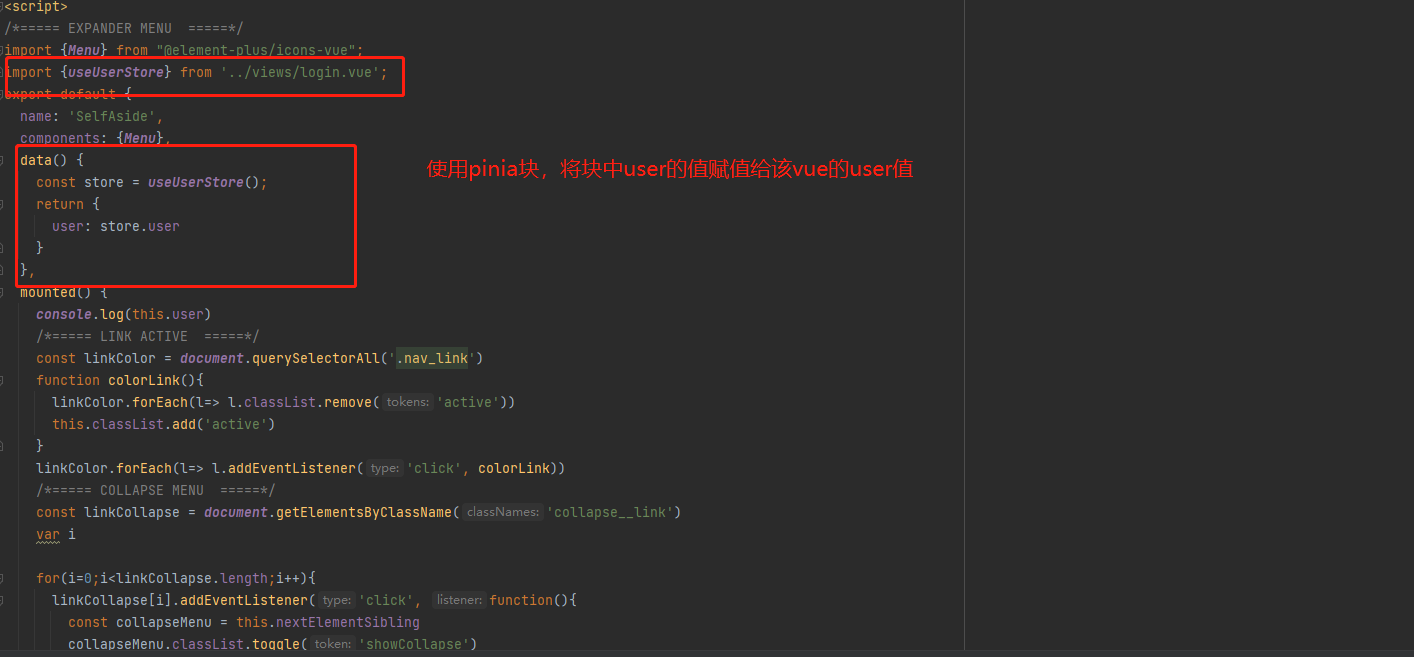 <script>
/*===== EXPANDER MENU  =====*/
import {Menu} from "@element-plus/icons-vue";
import {useUserStore} from '../views/login.vue';
export default {
name: 'SelfAside',
components: {Menu},
data() {
使用pinia块，将块中user的值赋值给该vue的user值
const store = useUserStore();
return {
user: store.user
}
},
mounted() {
console.log(this.user)
/*===== LINK ACTIVE  =====*/
const linkColor = document.querySelectorAll('.nav_link')
function colorLink(){
linkColor.forEach(l=> l.classList.remove( tokens: 'active'))
this.classList.add('active')
}
linkColor.forEach(l=> l.addEventListener( type: 'click', colorLink))
/*===== COLLAPSE MENU  =====*/
const linkCollapse = document.getElementsByClassName( classNames: 'collapse__link')
var i
for(i=0;i<linkCollapse.length;i++){
linkCollapse[i].addEventListener( type: 'click', listener: function(){
const collapseMenu = this.nextElementSibling
collapseMenu.classList.toggle( token: 'showCollapse')